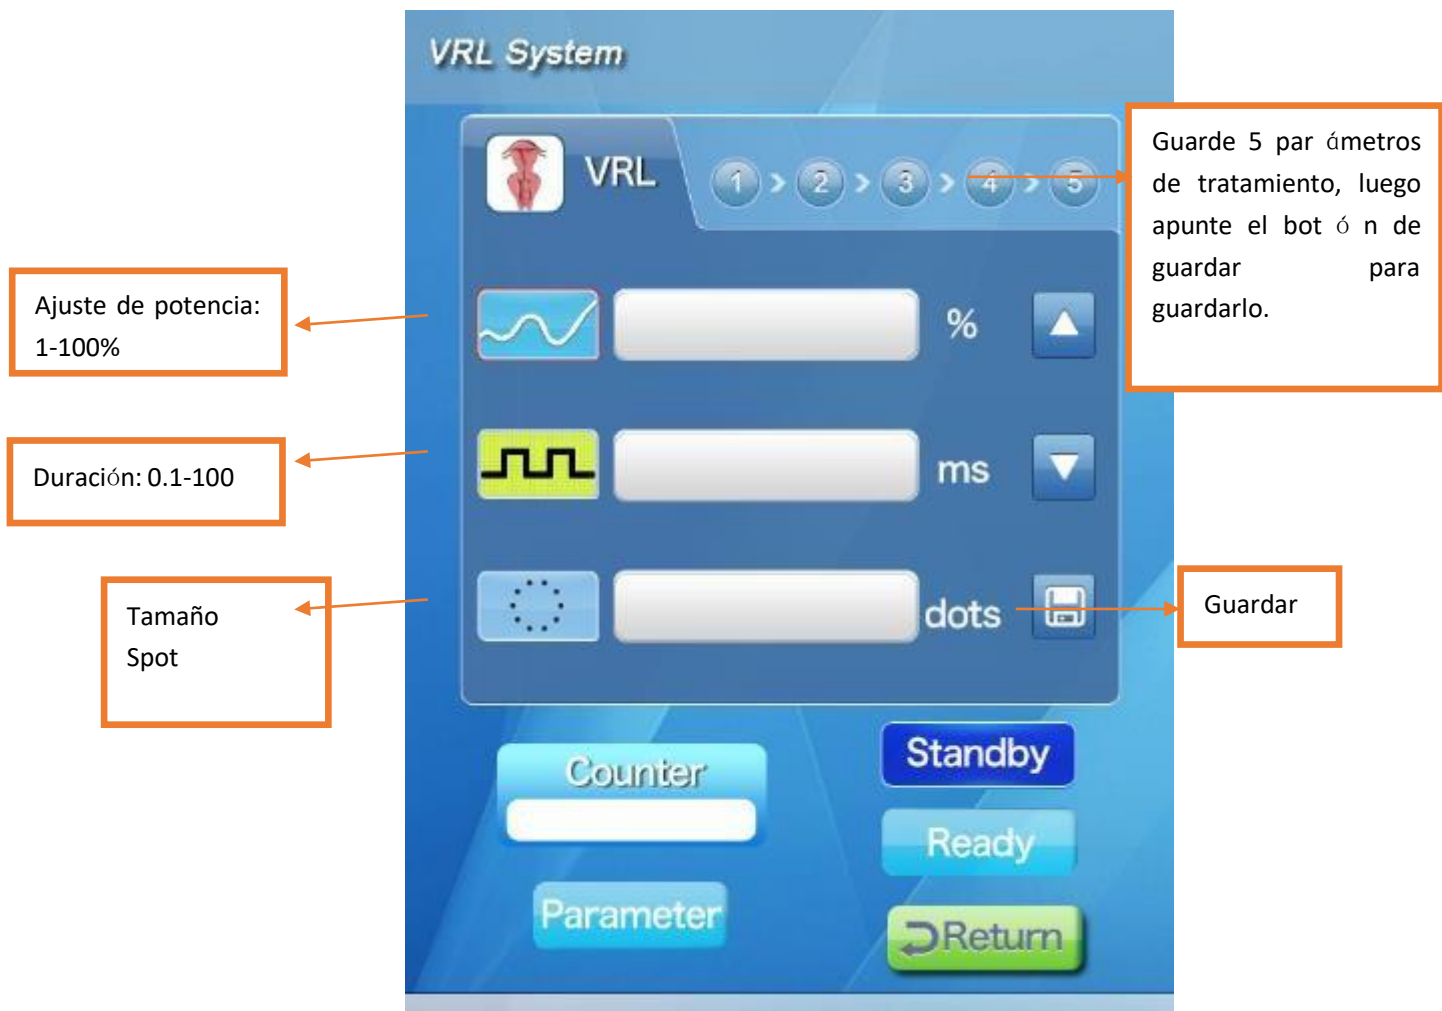 VRL System
VRL
1 > 2 > 3 > 4 > 5
Guarde 5 par ámetros
de tratamiento, luego
apunte el bot ó n de
guardar para
guardarlo.
Ajuste de potencia:
1-100%
%
Duración: 0.1-100
ms
Tamaño
Spot
dots
Guardar
Counter
Standby
Ready
Parameter
Return